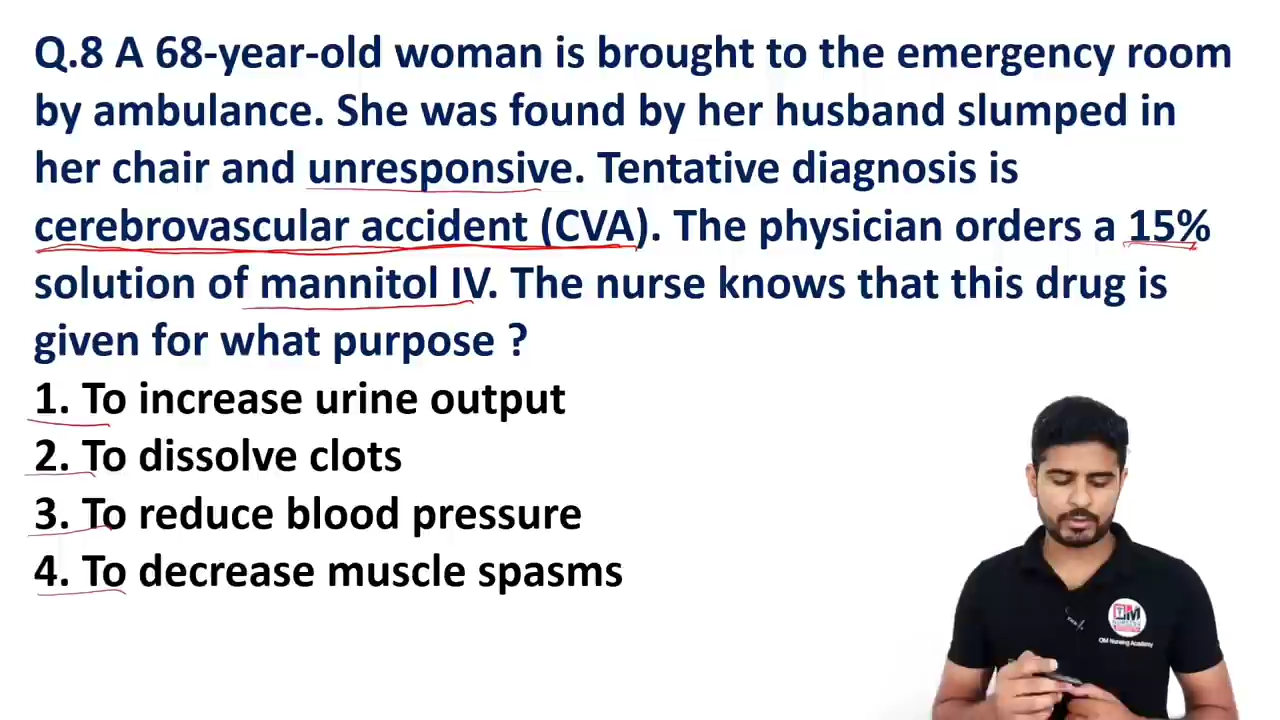 Q.8 A 68-year-old woman is brought to the emergency room
by ambulance. She was found by her husband slumped in
her chair and unresponsive. Tentative diagnosis is
cerebrovascular accident (CVA). The physician orders a 15%
solution of mannitol IV. The nurse knows that this drug is
given for what purpose ?
1. To increase urine output
2. To dissolve clots
3. To reduce blood pressure
4. To decrease muscle spasms
OM Nursing Academy